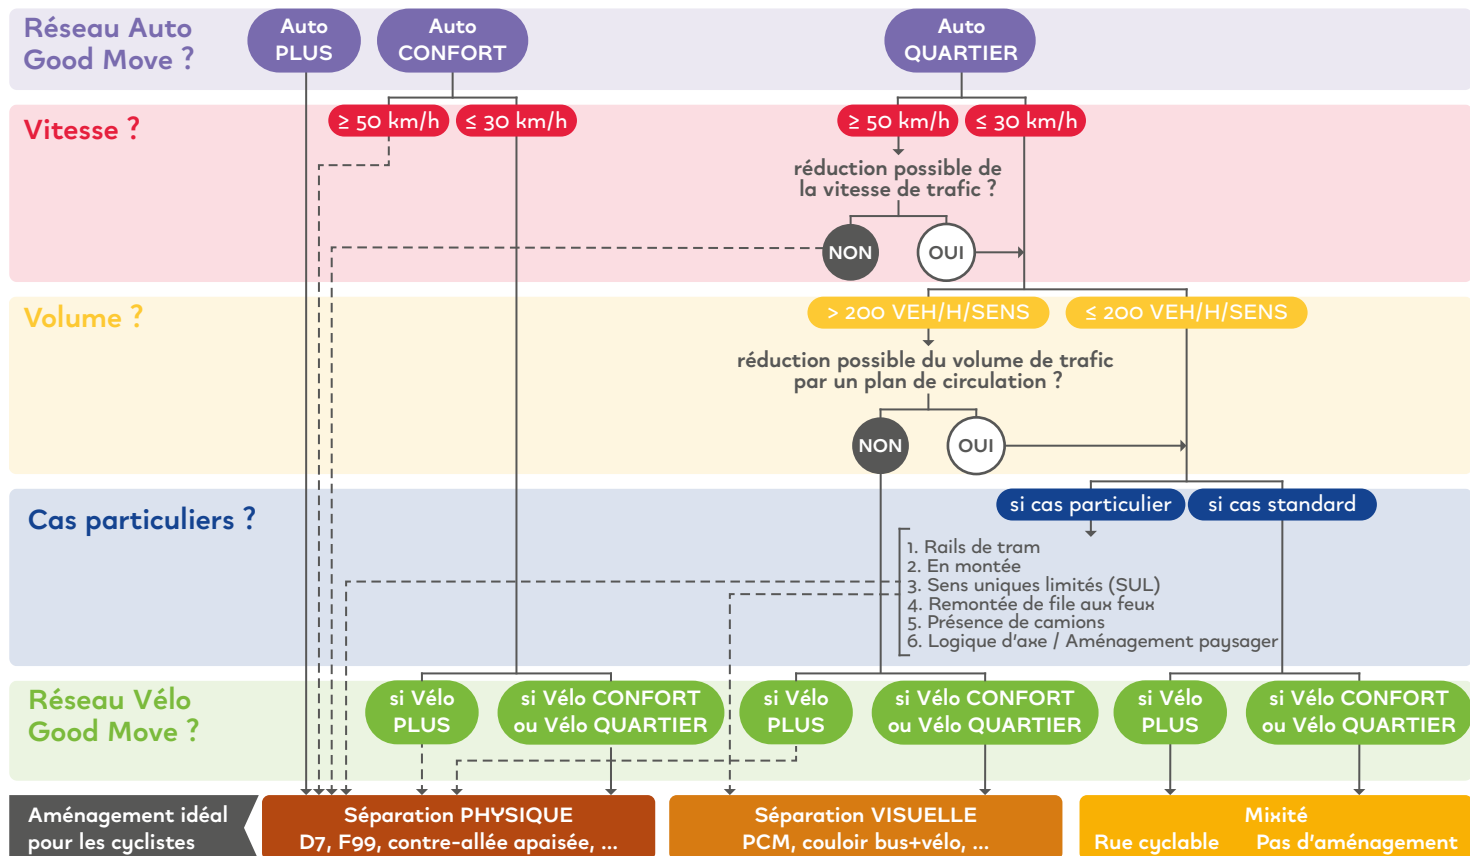 Réseau Auto
Good Move ?
Auto
PLUS
Auto
CONFORT
Auto
QUARTIER
Vitesse ?
≥ 50 km/h
≤ 30 km/h
≥ 50 km/h
≤ 30 km/h
réduction possible de
la vitesse de trafic ?
NON
OUI
Volume ?
> 200 VEH/H/SENS
≤ 200 VEH/H/SENS
réduction possible du volume de trafic
par un plan de circulation ?
NON
OUI
Cas particuliers ?
si cas particulier
si cas standard
1. Rails de tram
2. En montée
3. Sens uniques limités (SUL)
4. Remontée de file aux feux
5. Présence de camions
6. Logique d'axe / Aménagement paysager
Réseau Vélo
Good Move ?
si Vélo
PLUS
si Vélo CONFORT
ou Vélo QUARTIER
si Vélo
PLUS
si Vélo CONFORT
ou Vélo QUARTIER
si Vélo
PLUS
si Vélo CONFORT
ou Vélo QUARTIER
Aménagement idéal
pour les cyclistes
Séparation PHYSIQUE
D7, F99, contre-allée apaisée, ...
Séparation VISUELLE
PCM, couloir bus+vélo, ...
Mixité
Rue cyclable
Pas d'aménagement